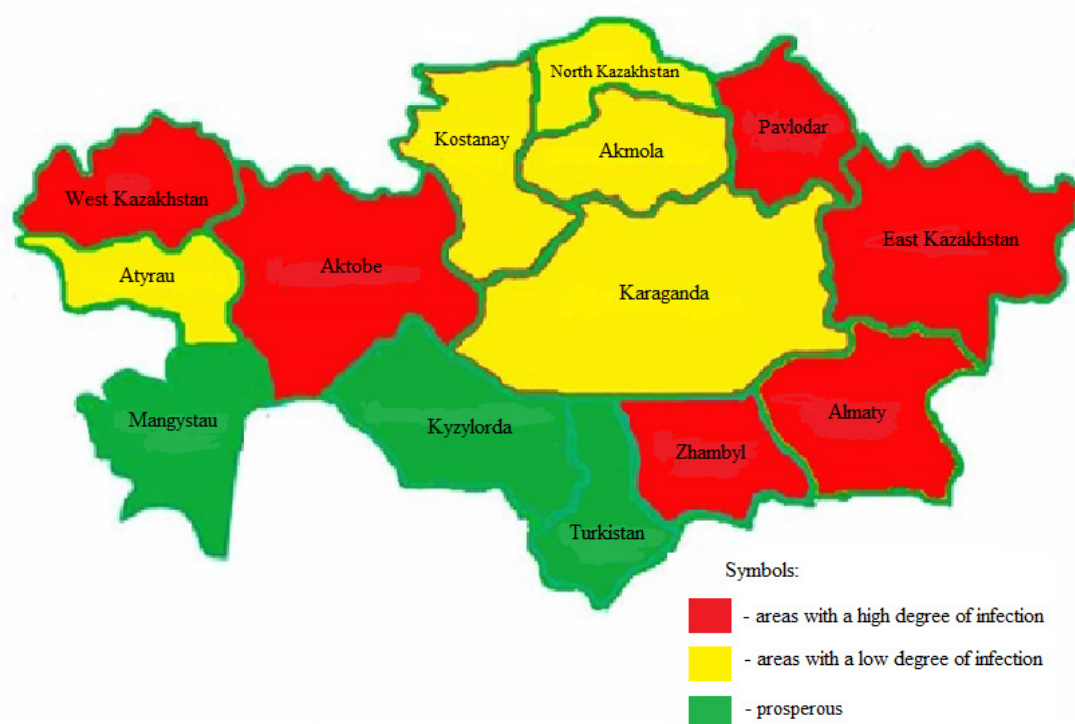 North Kazakhstan
Kostanay
Pavlodar
Akmola
West Kazakhstan
East Kazakhstan
Atyrau
Aktobe
Karaganda
Mangystau
Kyzylorda
Almaty
Zhambyl
Turkistan
Symbols:
- areas with a high degree of infection
- areas with a low degree of infection
- prosperous